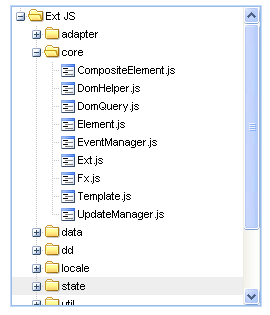 Ext JS
adapter
core
CompositeElement.js
DomHelper.js
DomQuery.js
Element.js
EventManager.js
Ext.js
Fx.js
Template.js
UpdateManager.js
data
dd
locale
state
util